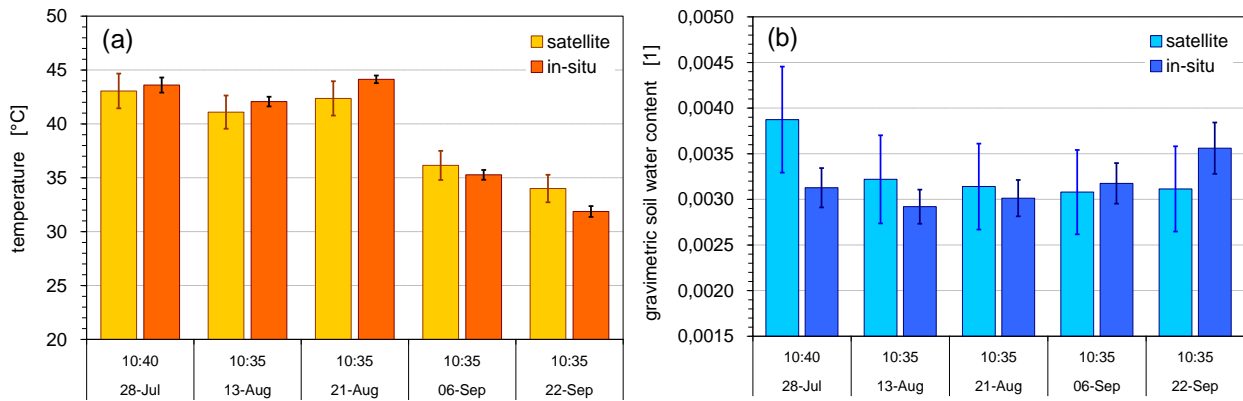 (a)
satellite
in-situ
temperature [°C]
50
45
40
35
30
25
20
10:40 10:35 10:35 10:35 10:35
28-Jul 13-Aug 21-Aug 06-Sep 22-Sep
(b)
satellite
in-situ
gravimetric soil water content [1]
0,0050
0,0045
0,0040
0,0035
0,0030
0,0025
0,0020
0,0015
10:40 10:35 10:35 10:35 10:35
28-Jul 13-Aug 21-Aug 06-Sep 22-Sep